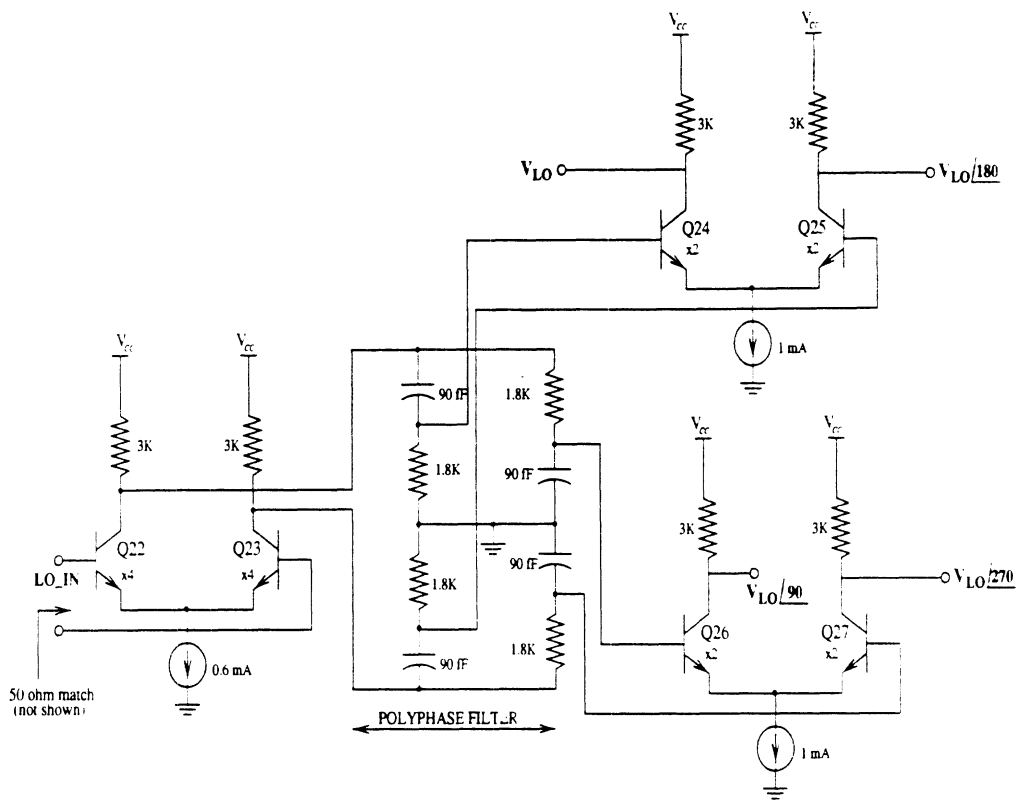 Vcc
Vcc
3K
3K
VLO
VLO/180
Q24
x2
Q25
x2
1 mA
Vcc
Vcc
3K
3K
90 fF
1.8K
1.8K
90 fF
1.8K
90 fF
90 fF
1.8K
Q22
x4
Q23
x4
LO_IN
0.6 mA
50 ohm match
(not shown)
POLYPHASE FILTER
Vcc
Vcc
3K
3K
VLO/90
VLO/270
Q26
x2
Q27
x2
1 mA